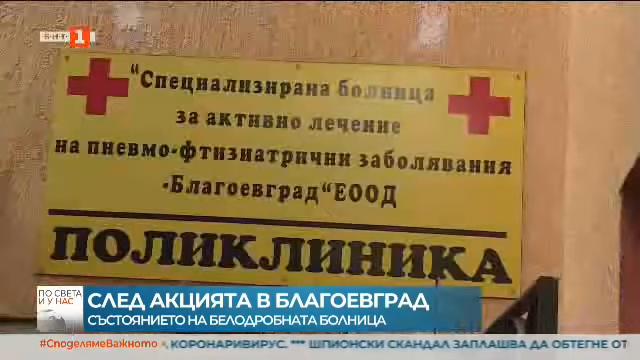 БНТ 1
"Специализирана болница
за активно лечение
на пневмо-фтизиатрични заболявания
-Благоевград" ЕООД
ПОЛИКЛИНИКА
ПО СВЕТА
И У НАС
СЛЕД АКЦИЯТА В БЛАГОЕВГРАД
СЪСТОЯНИЕТО НА БЕЛОДРОБНАТА БОЛНИЦА
#СподелямеВажното КОРОНАВИРУС. *** ШПИОНСКИ СКАНДАЛ ЗАПЛАШВА ДА ОБТЕГНЕ ОТ